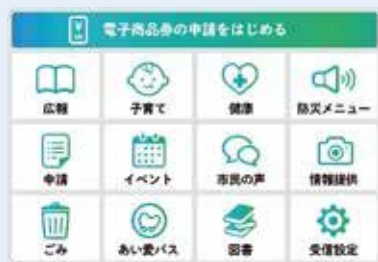 電子商品券の申請をはじめる
広報 子育て 健康 防災メニュー
申請 イベント 市民の声 情報提供
ごみ あい愛バス 図書 受信設定